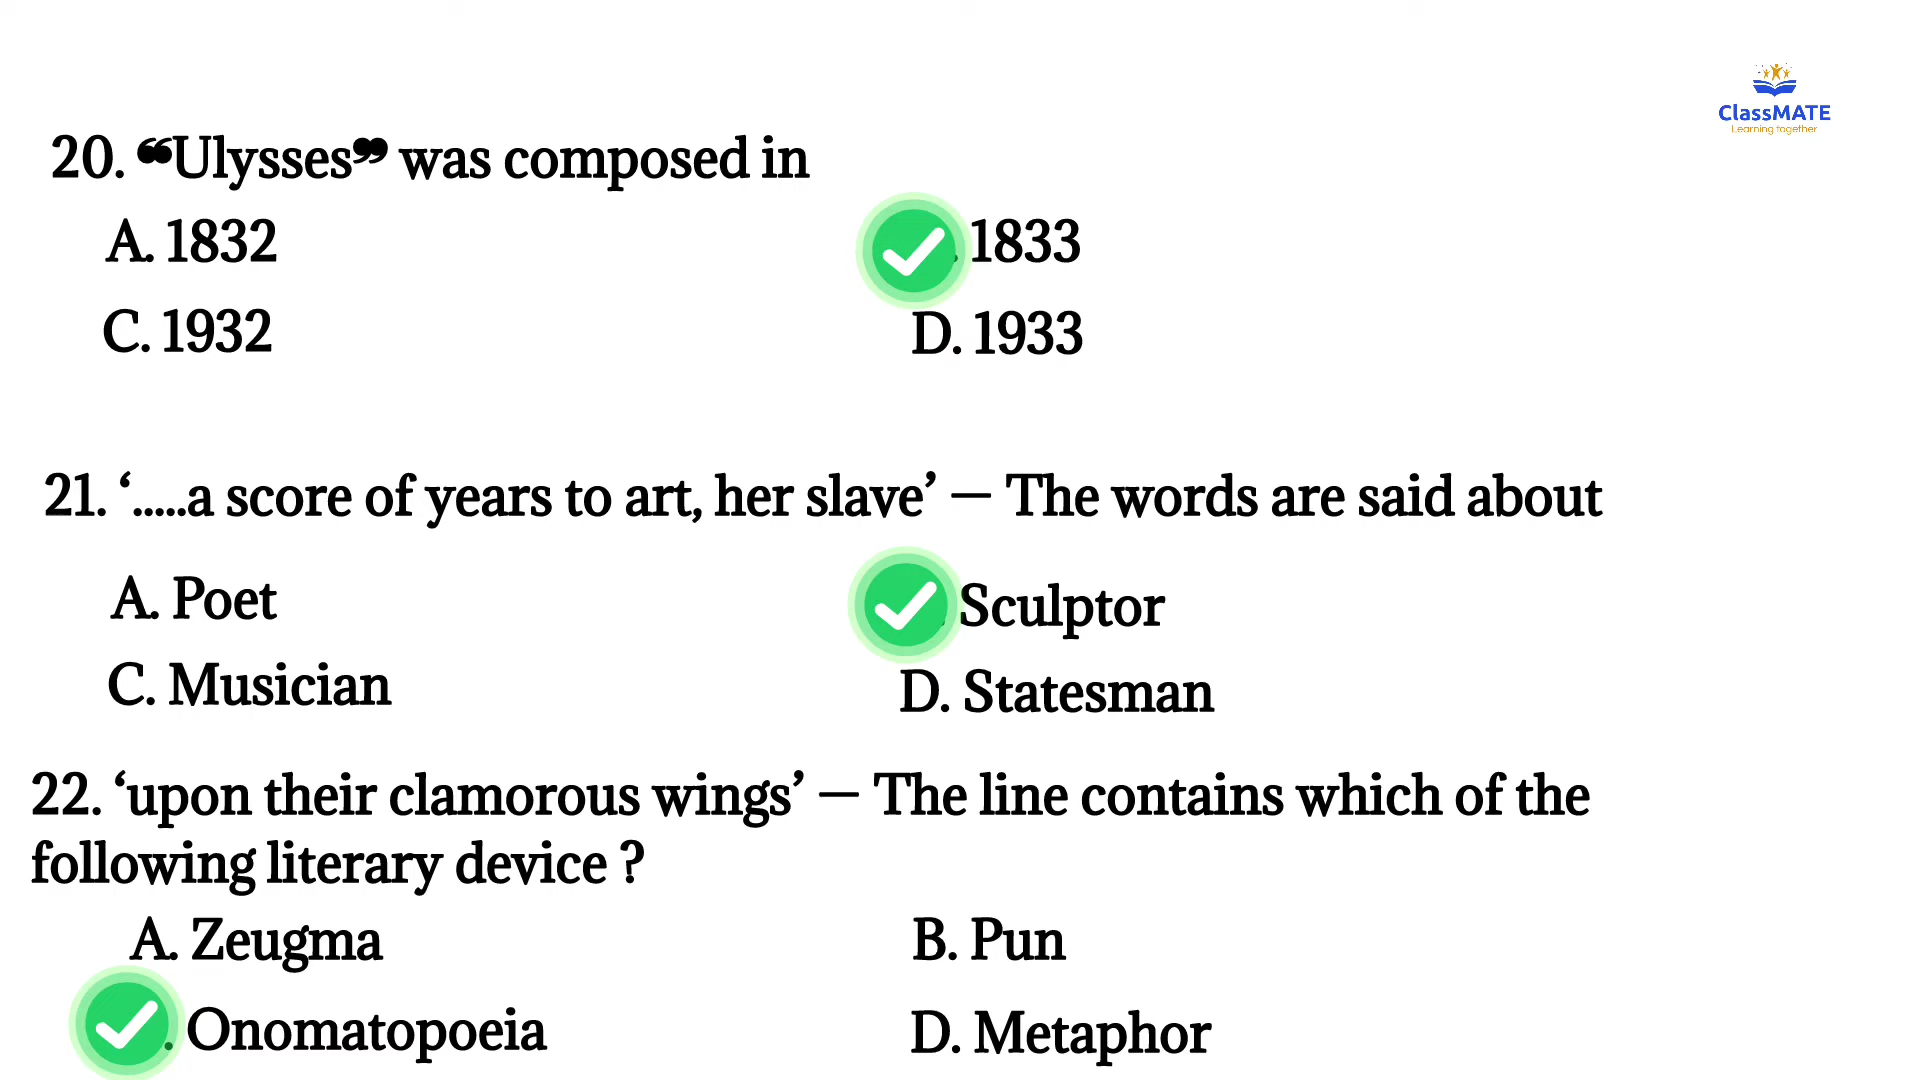 ClassMATE
Learning together
20. ❝Ulysses❞ was composed in
A. 1832
. 1833
C. 1932
D. 1933
21. ‘.....a score of years to art, her slave’ — The words are said about
A. Poet
. Sculptor
C. Musician
D. Statesman
22. ‘upon their clamorous wings’ — The line contains which of the
following literary device ?
A. Zeugma
B. Pun
. Onomatopoeia
D. Metaphor